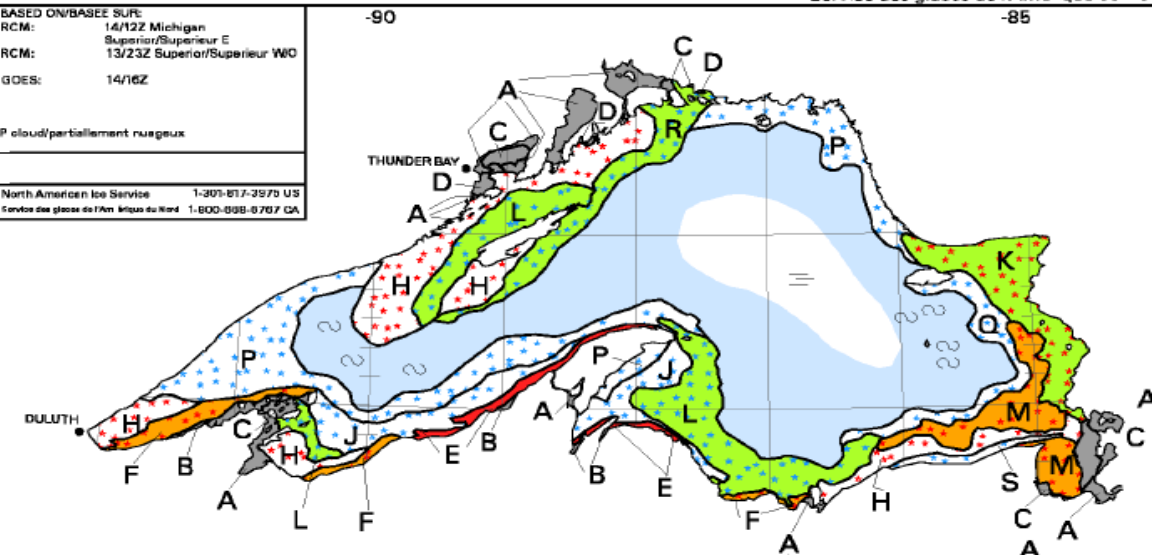 -90
-85
BASED ON/BASEE SUR:
RCM: 14/12Z Michigan
Superior/Superieur E
RCM: 13/23Z Superior/Superieur W/O
GOES: 14/16Z
P cloud/partiallement nuageux
North American Ice Service 1-301-817-3975 US
Service des glaces de l'Am érique du Nord 1-800-668-6767 CA
C
D
A
D
C
R
P
THUNDER BAY
D
A
L
K
H
H
Q
P
P
J
H
A
M
A
DULUTH
C
J
L
C
F
B
H
E
B
B
E
M
S
A
L
F
F
A
H
C
A
A